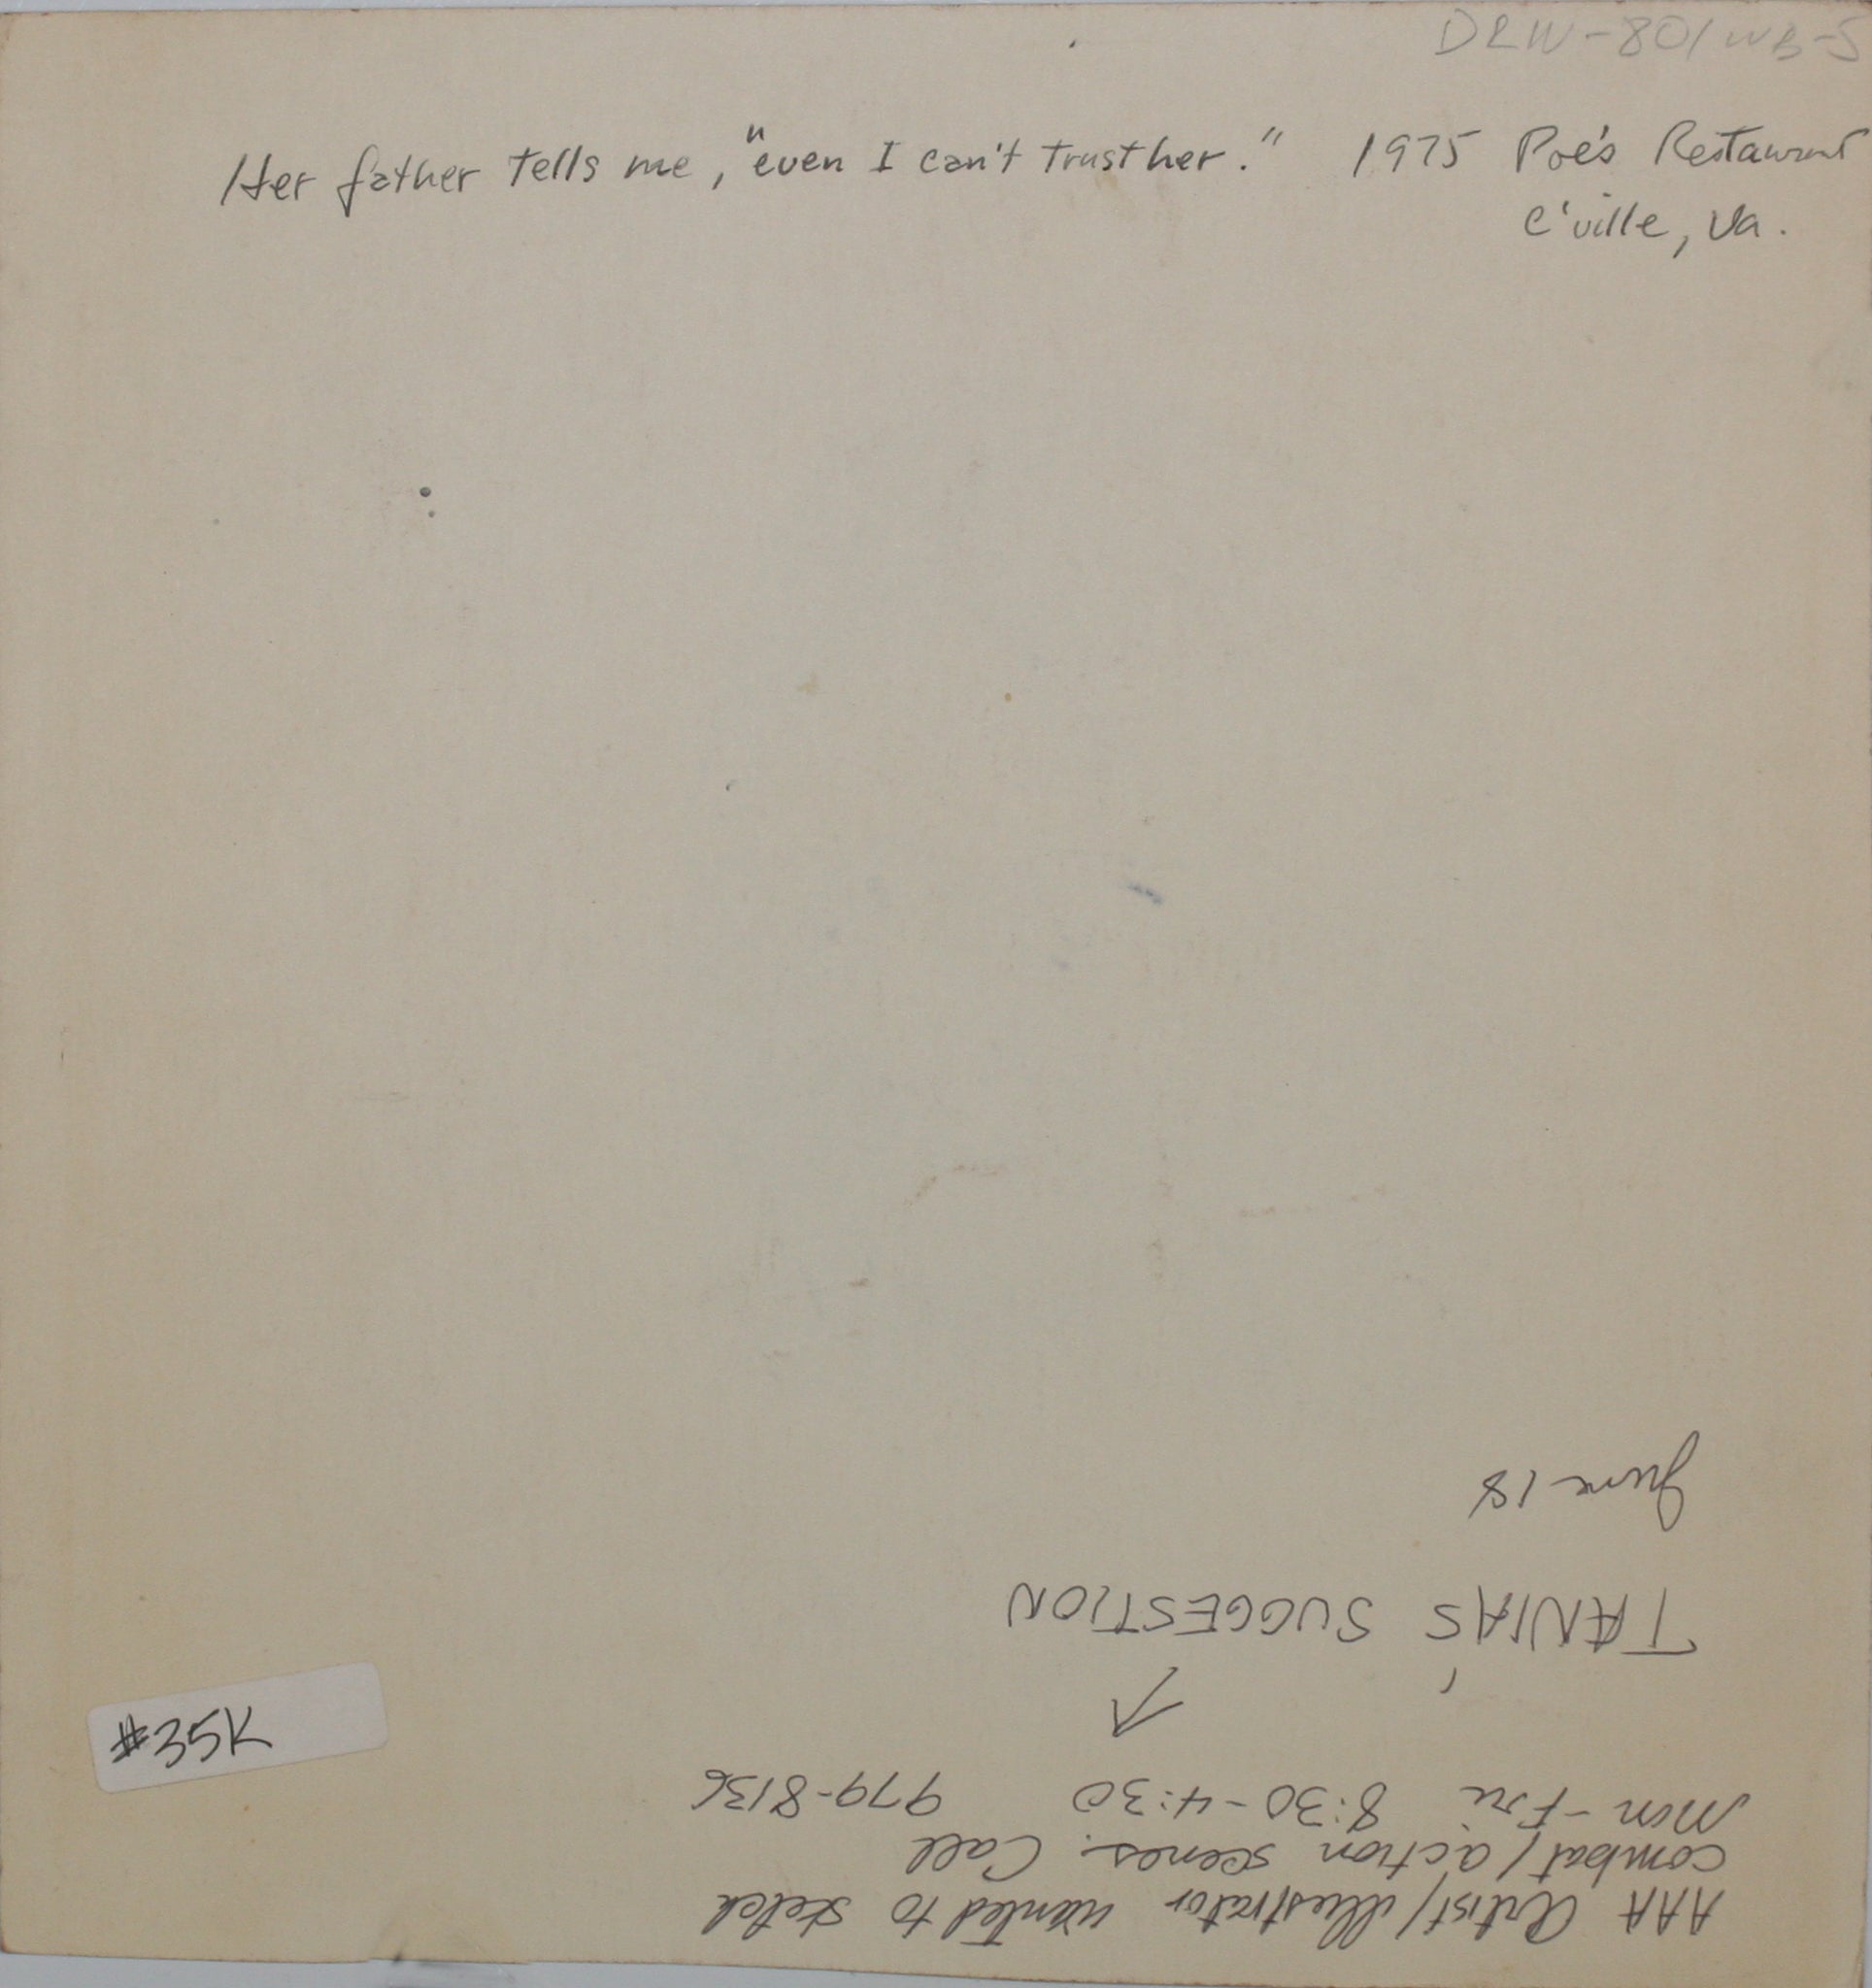 DRW-80/WB-5
Her father tells me, "even I can't trust her." 1975 Poe's Restaurant
C'ville, Va.
AAA Artist/illustrator wanted to sketch
combat/action scenes. Call
Mon-Fri 8:30-4:30 979-8136
TANIA'S SUGGESTION
June 18
#35K